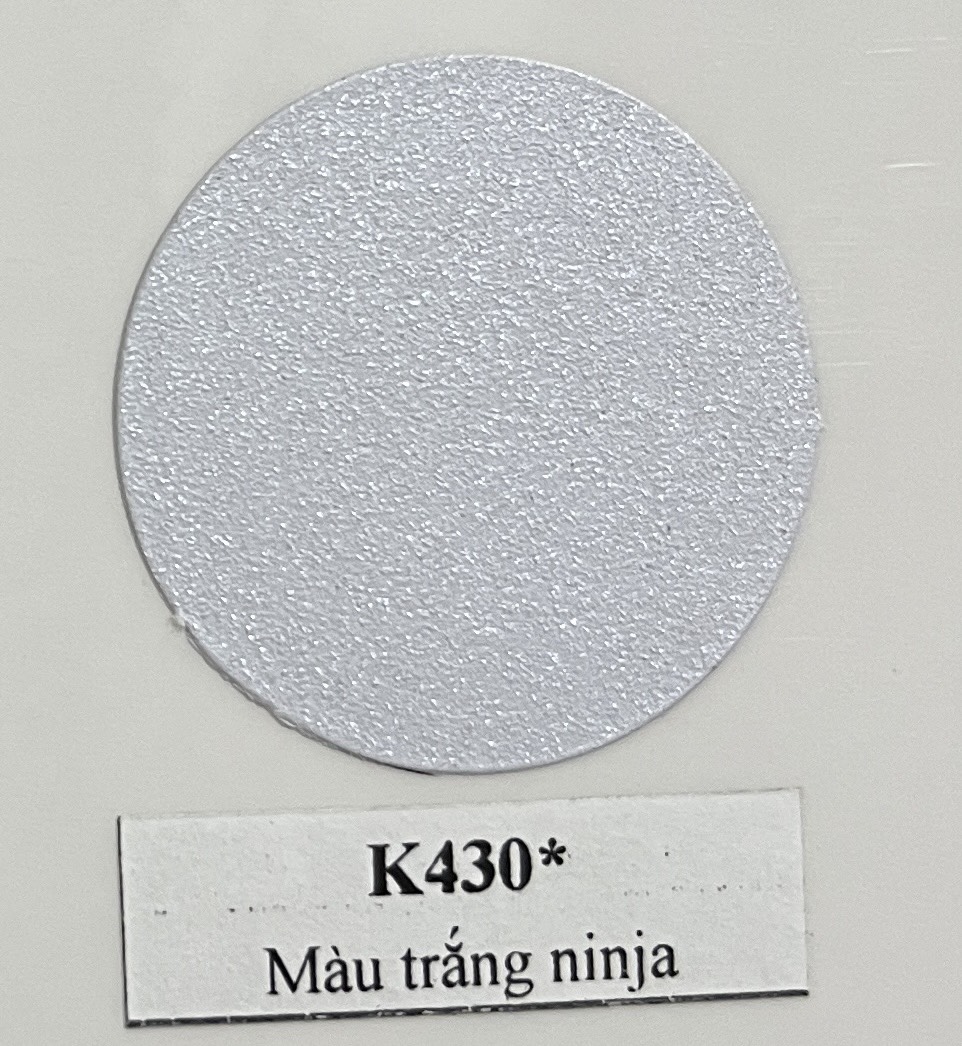 K430*
Màu trắng ninja